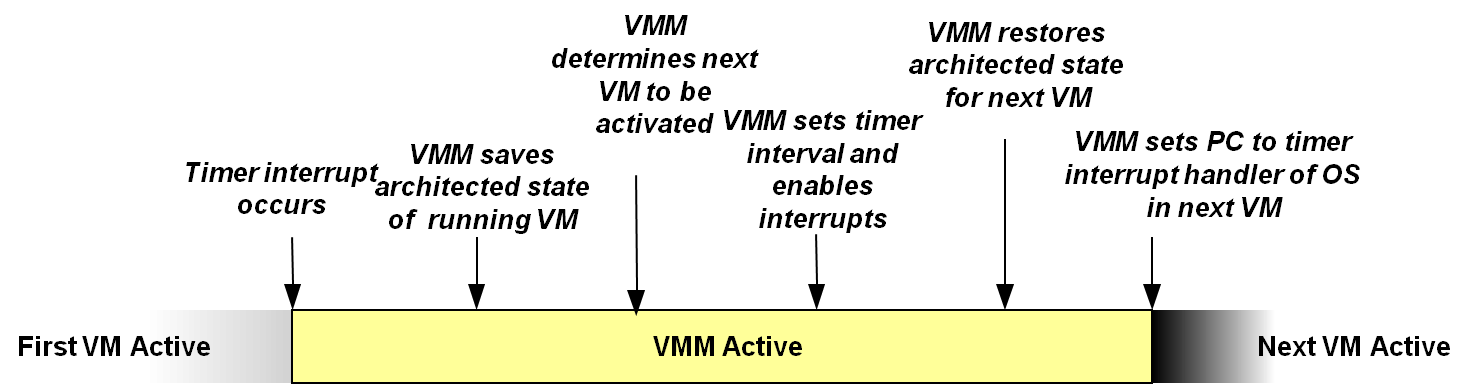 Timer interrupt
occurs
VMM saves
architected state
of running VM
VMM
determines next
VM to be
activated
VMM sets timer
interval and
enables
interrupts
VMM restores
architected state
for next VM
VMM sets PC to timer
interrupt handler of OS
in next VM
First VM Active
VMM Active
Next VM Active